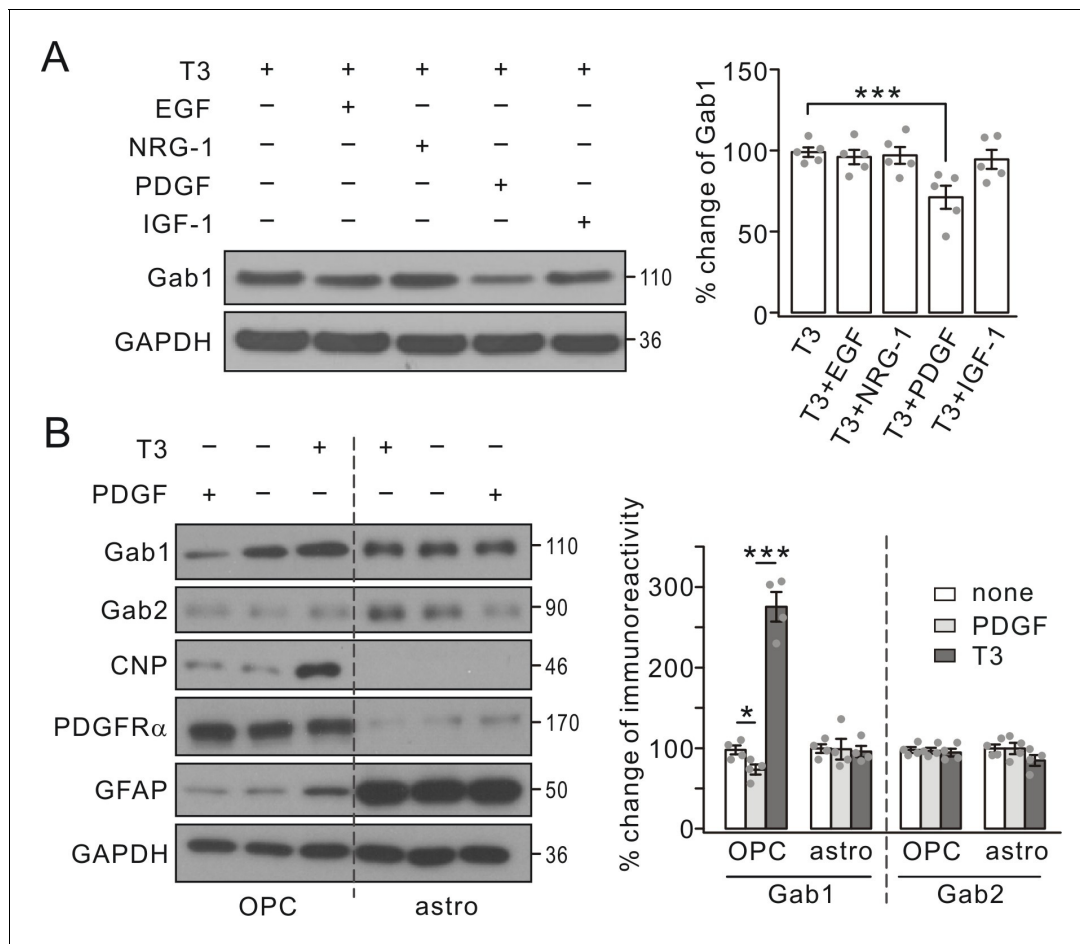 A
T3 + + + + +
EGF − + − − −
NRG-1 − − + − −
PDGF − − − + −
IGF-1 − − − − +
Gab1 110
GAPDH 36
% change of Gab1
150
100
50
0
***
T3
T3+EGF
T3+NRG-1
T3+PDGF
T3+IGF-1
B
T3 − − + + − −
PDGF + − − − − +
Gab1 110
Gab2 90
CNP 46
PDGFRα 170
GFAP 50
GAPDH 36
OPC astro
% change of immunoreactivity
300
200
100
0
***
*
none
PDGF
T3
OPC astro OPC astro
Gab1 Gab2